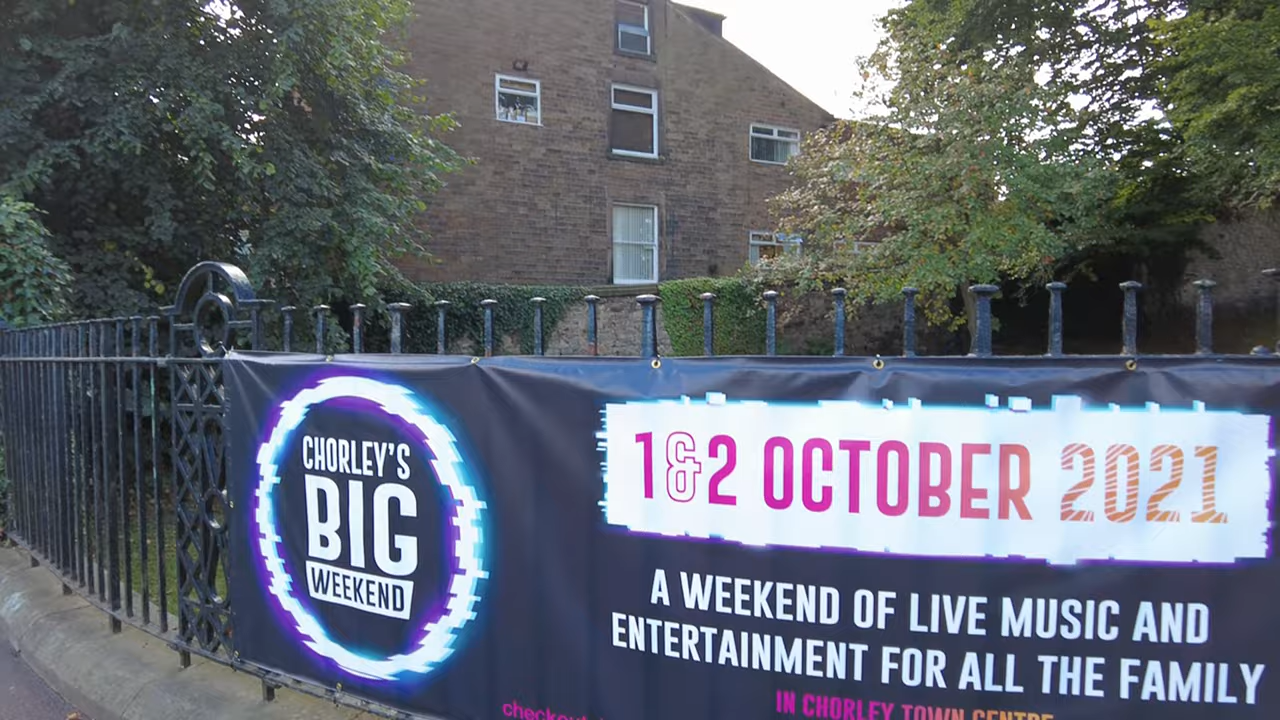 CHORLEY'S
BIG
WEEKEND
1&2 OCTOBER 2021
A WEEKEND OF LIVE MUSIC AND
ENTERTAINMENT FOR ALL THE FAMILY
IN CHORLEY TOWN CENTRE